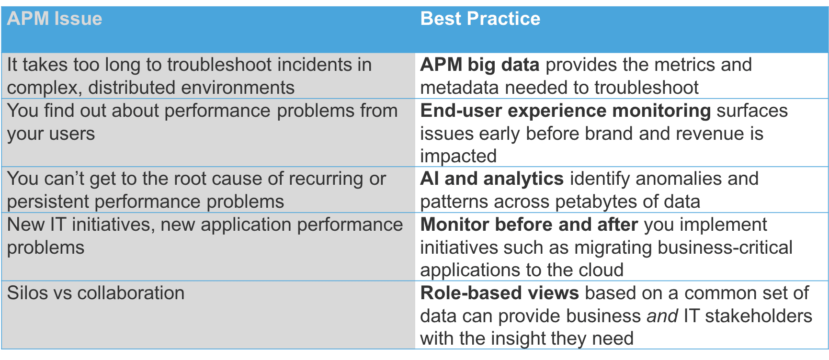 APM Issue
Best Practice
It takes too long to troubleshoot incidents in
complex, distributed environments
APM big data provides the metrics and
metadata needed to troubleshoot
You find out about performance problems from
your users
End-user experience monitoring surfaces
issues early before brand and revenue is
impacted
You can’t get to the root cause of recurring or
persistent performance problems
AI and analytics identify anomalies and
patterns across petabytes of data
New IT initiatives, new application performance
problems
Monitor before and after you implement
initiatives such as migrating business-critical
applications to the cloud
Silos vs collaboration
Role-based views based on a common set of
data can provide business and IT stakeholders
with the insight they need